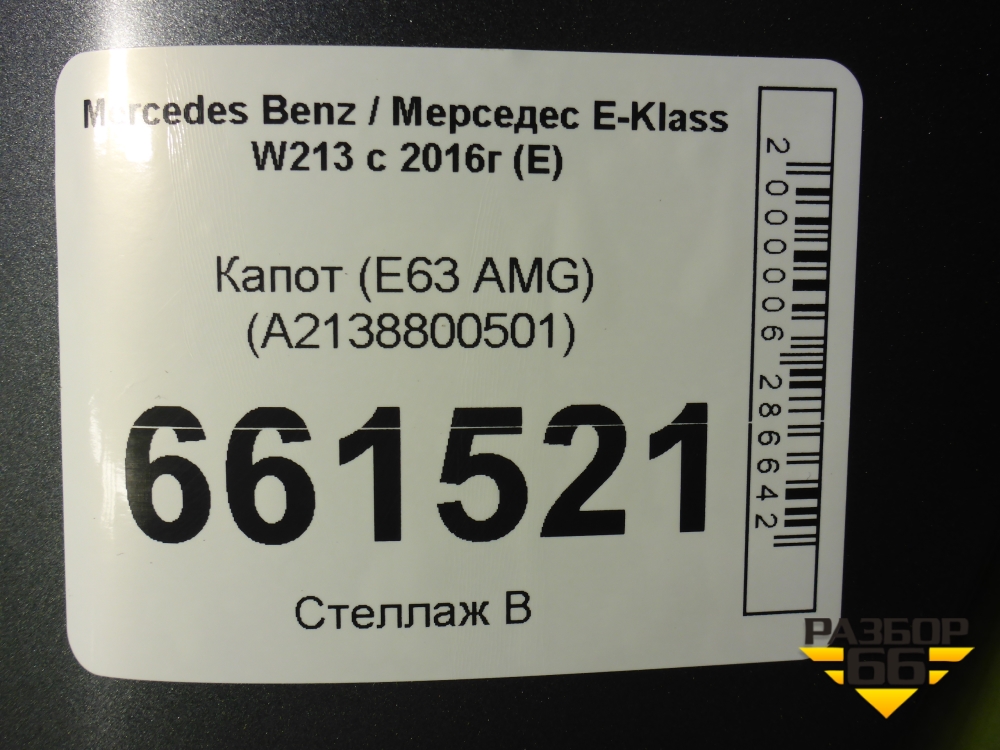 Mercedes Benz / Мерседес E-Klass
W213 с 2016г (E)
Капот (E63 AMG)
(A2138800501)
661521
Стеллаж В
2000006286642
РАЗБОР
66